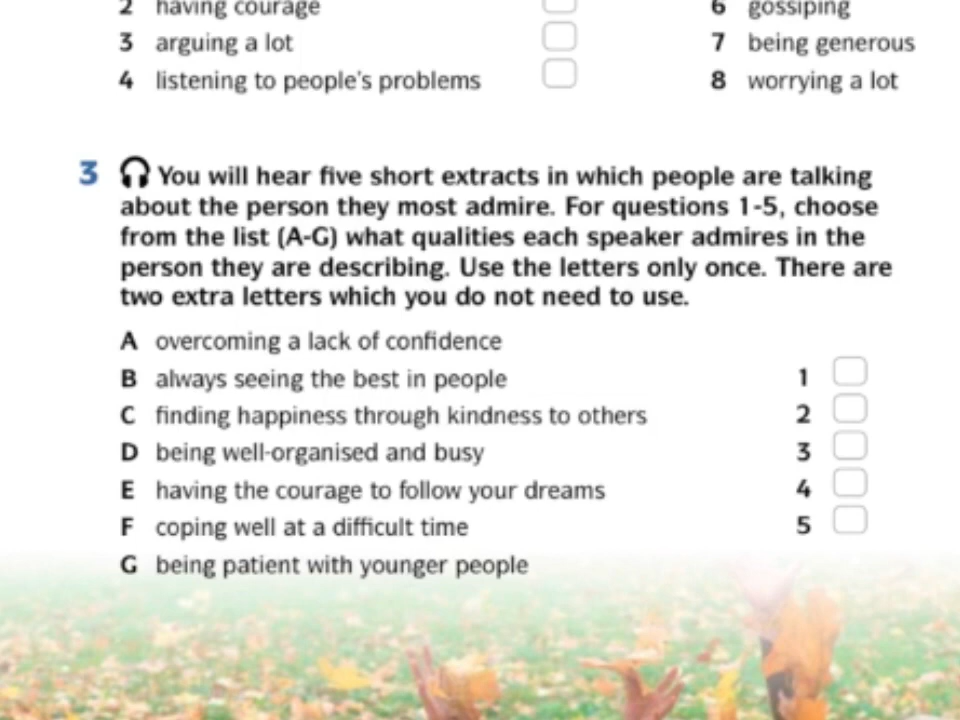 2 having courage
6 gossiping
3 arguing a lot
7 being generous
4 listening to people's problems
8 worrying a lot
3 You will hear five short extracts in which people are talking
about the person they most admire. For questions 1-5, choose
from the list (A-G) what qualities each speaker admires in the
person they are describing. Use the letters only once. There are
two extra letters which you do not need to use.
A overcoming a lack of confidence
B always seeing the best in people
1
C finding happiness through kindness to others
2
D being well-organised and busy
3
E having the courage to follow your dreams
4
F coping well at a difficult time
5
G being patient with younger people